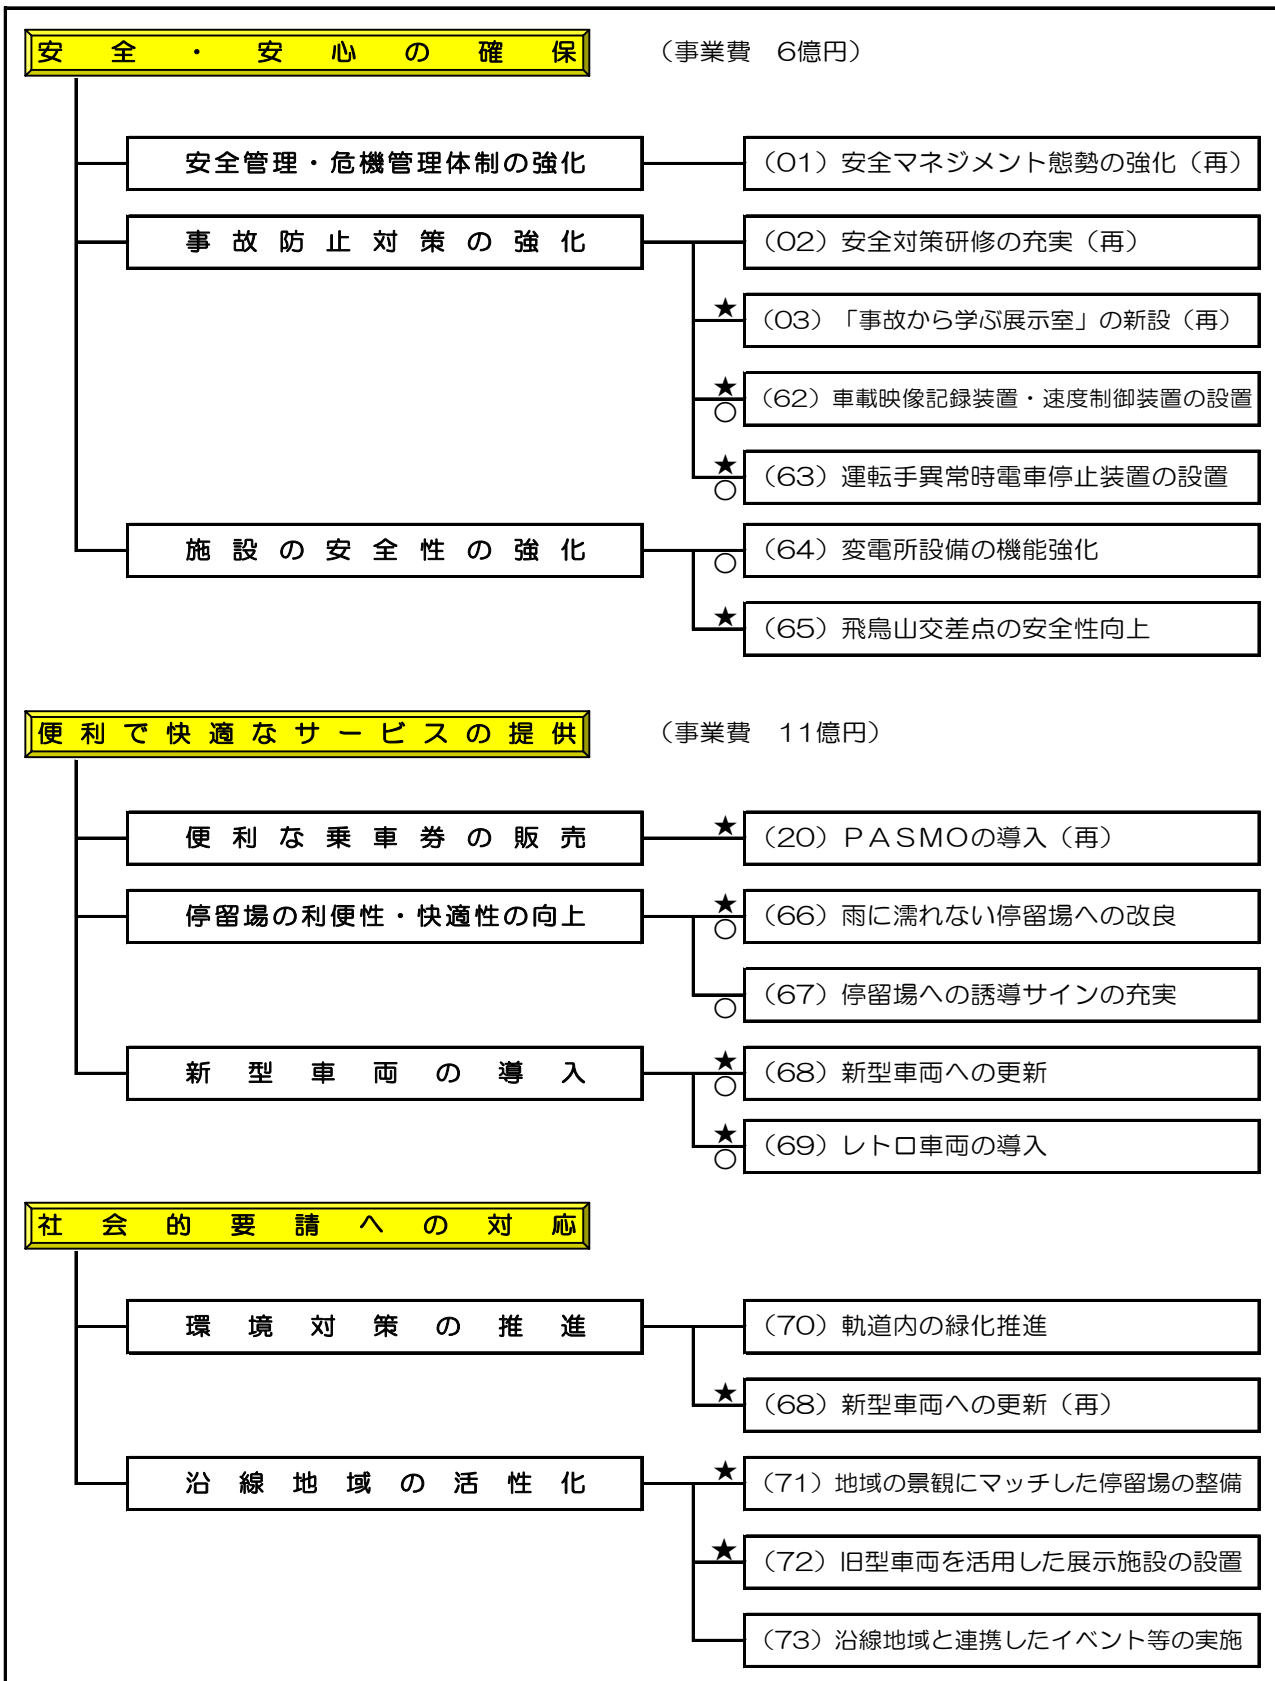 安全・安心の確保 （事業費 6億円）
安全管理・危機管理体制の強化 （01）安全マネジメント態勢の強化（再）
事故防止対策の強化 （02）安全対策研修の充実（再）
★ （03）「事故から学ぶ展示室」の新設（再）
★○ （62）車載映像記録装置・速度制御装置の設置
★○ （63）運転手異常時電車停止装置の設置
施設の安全性の強化 ○ （64）変電所設備の機能強化
★ （65）飛鳥山交差点の安全性向上
便利で快適なサービスの提供 （事業費 11億円）
便利な乗車券の販売 ★ （20）PASMOの導入（再）
停留場の利便性・快適性の向上 ★○ （66）雨に濡れない停留場への改良
○ （67）停留場への誘導サインの充実
新型車両の導入 ★○ （68）新型車両への更新
★○ （69）レトロ車両の導入
社会的要請への対応
環境対策の推進 （70）軌道内の緑化推進
★ （68）新型車両への更新（再）
沿線地域の活性化 ★ （71）地域の景観にマッチした停留場の整備
★ （72）旧型車両を活用した展示施設の設置
（73）沿線地域と連携したイベント等の実施